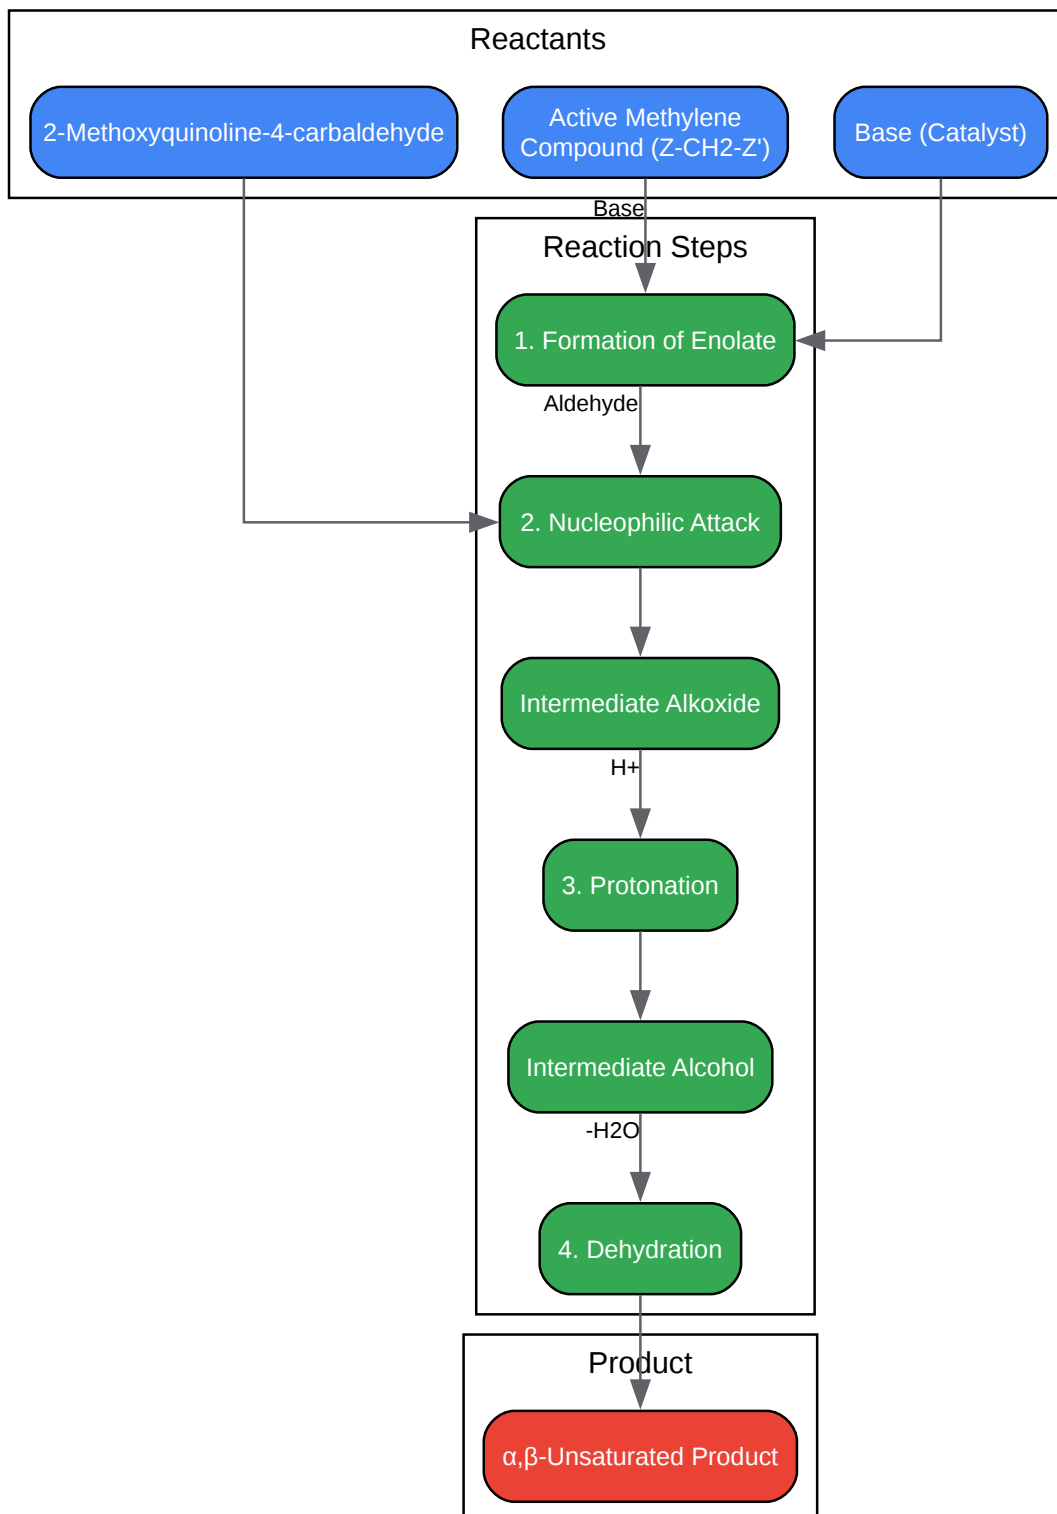 Reactants
2-Methoxyquinoline-4-carbaldehyde
Active Methylene
Compound (Z-CH2-Z')
Base (Catalyst)
Base
Reaction Steps
1. Formation of Enolate
Aldehyde
2. Nucleophilic Attack
Intermediate Alkoxide
H+
3. Protonation
Intermediate Alcohol
-H2O
4. Dehydration
Product
α,β-Unsaturated Product